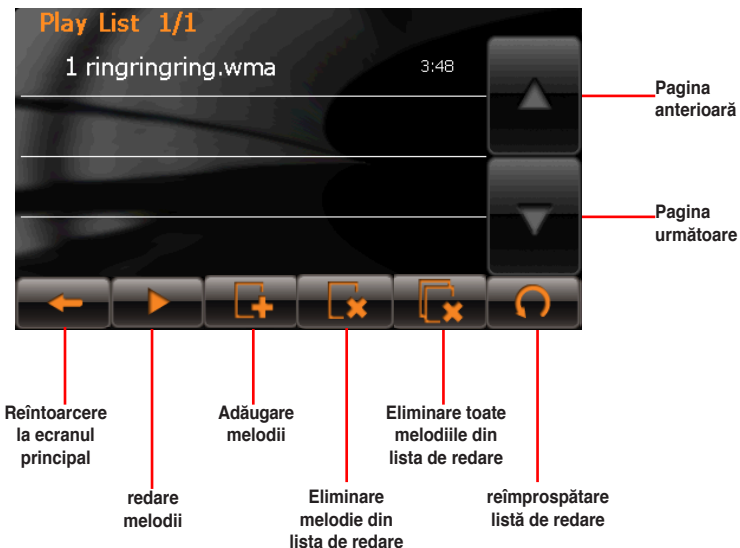 Play List 1/1
1 ringringring.wma 3:48
Pagina
anterioară
Pagina
următoare
Reîntoarcere
la ecranul
principal
Adăugare
melodii
Eliminare toate
melodiile din
lista de redare
redare
melodii
Eliminare
melodie din
lista de redare
reîmprospătare
listă de redare